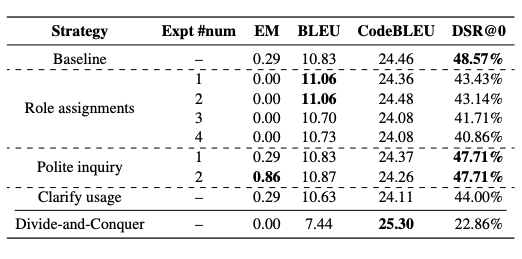 Strategy Expt #num EM BLEU CodeBLEU DSR@0
Baseline – 0.29 10.83 24.46 48.57%
1 0.00 11.06 24.36 43.43%
Role assignments 2 0.00 11.06 24.48 43.14%
3 0.00 10.70 24.08 41.71%
4 0.00 10.73 24.08 40.86%
Polite inquiry 1 0.29 10.83 24.37 47.71%
2 0.86 10.87 24.26 47.71%
Clarify usage – 0.29 10.63 24.11 44.00%
Divide-and-Conquer – 0.00 7.44 25.30 22.86%